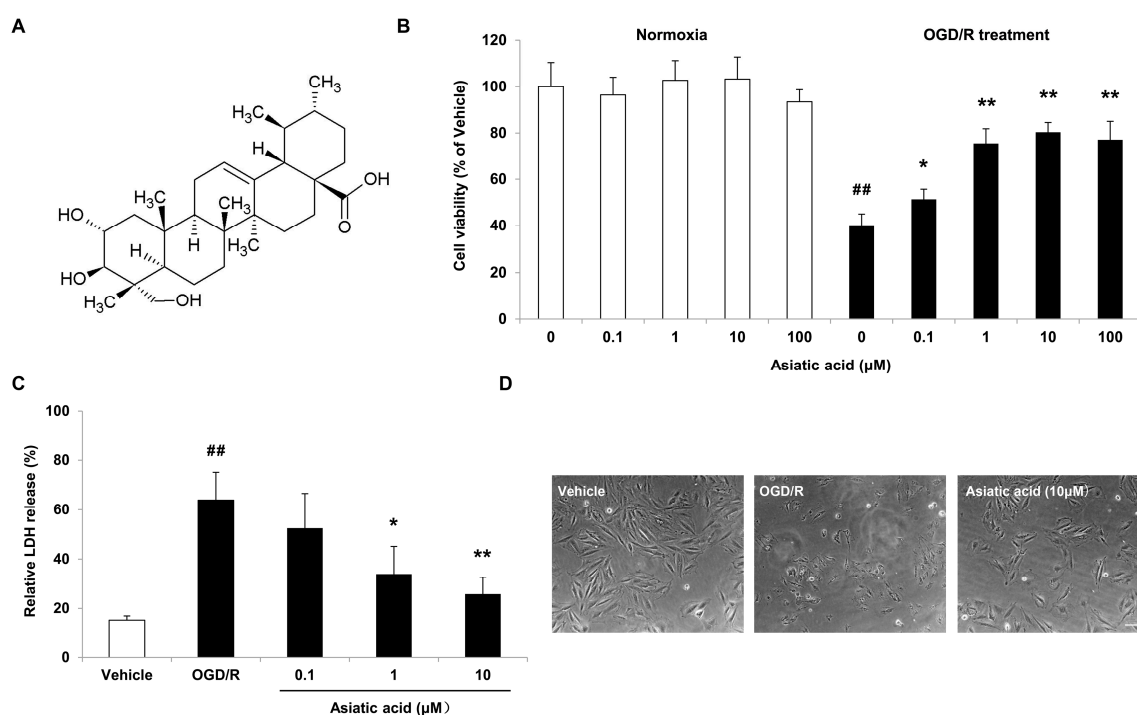 A
CH₃
H₃C
H
OH
O
CH₃
CH₃
HO
H
H₃C
H
HO
OH
H₃C
B
Normoxia
OGD/R treatment
Cell viability (% of Vehicle)
120
100
80
60
40
20
0
##
*
**
**
**
0 0.1 1 10 100 0 0.1 1 10 100
Asiatic acid (µM)
C
Relative LDH release (%)
100
80
60
40
20
0
##
*
**
Vehicle OGD/R 0.1 1 10
Asiatic acid (µM）
D
Vehicle
OGD/R
Asiatic acid (10µM）